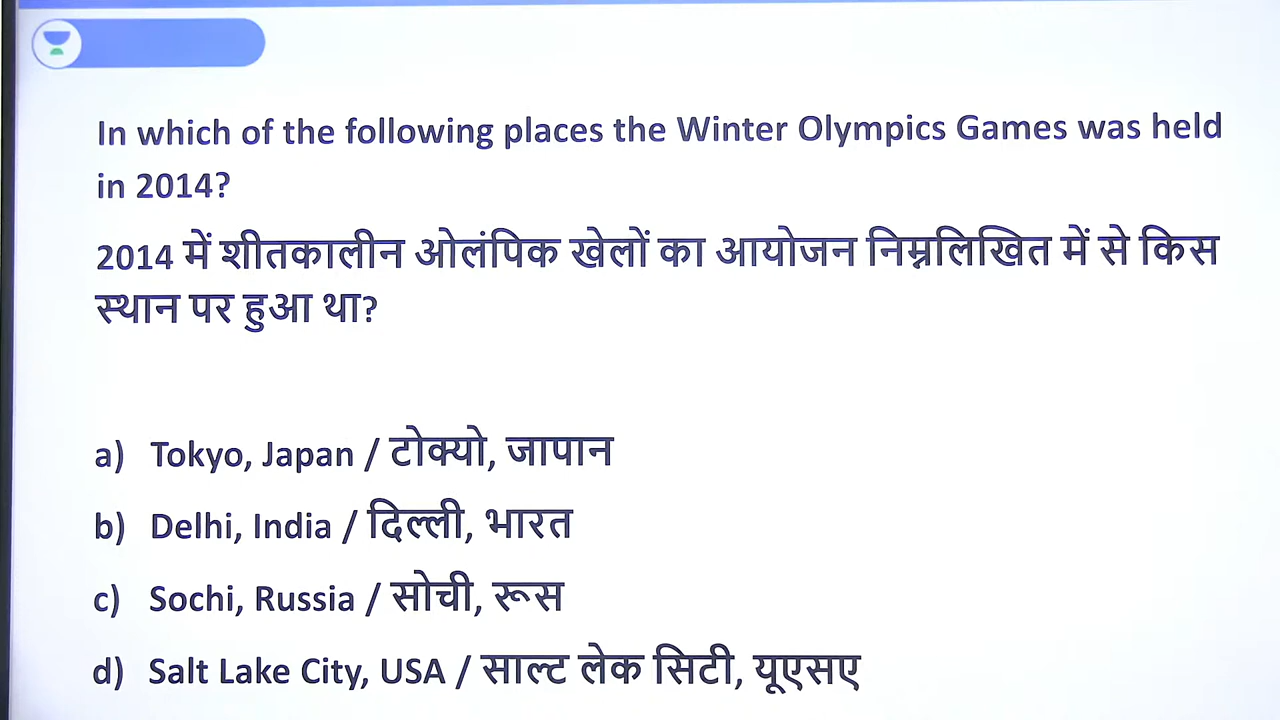 In which of the following places the Winter Olympics Games was held
in 2014?
2014 में शीतकालीन ओलंपिक खेलों का आयोजन निम्नलिखित में से किस
स्थान पर हुआ था?
a) Tokyo, Japan / टोक्यो, जापान
b) Delhi, India / दिल्ली, भारत
c) Sochi, Russia / सोची, रूस
d) Salt Lake City, USA / साल्ट लेक सिटी, यूएसए